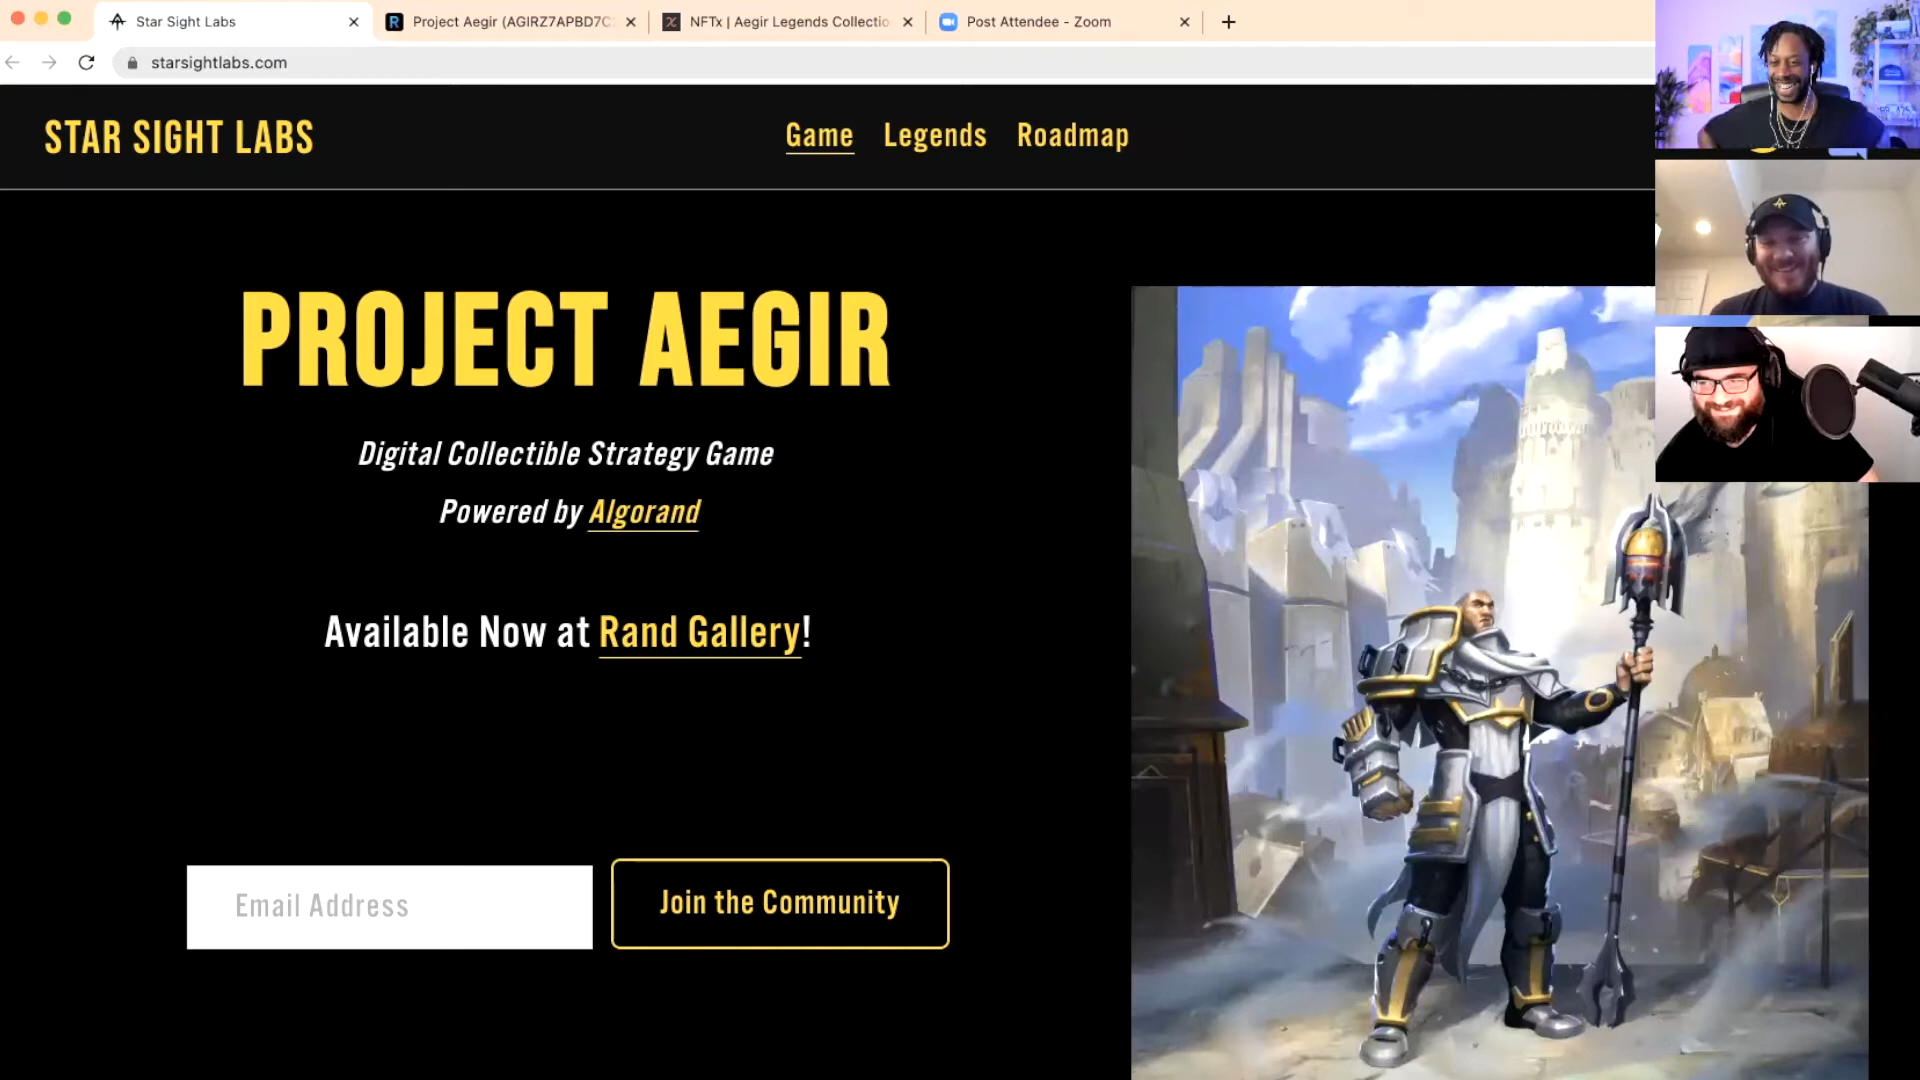 Star Sight Labs
Project Aegir (AGIRZ7APBD7C
NFTx | Aegir Legends Collectio
Post Attendee - Zoom
starsightlabs.com
STAR SIGHT LABS
Game
Legends
Roadmap
PROJECT AEGIR
Digital Collectible Strategy Game
Powered by Algorand
Available Now at Rand Gallery!
Email Address
Join the Community